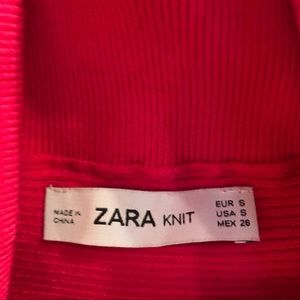 MADE IN
CHINA
ZARA KNIT
EUR S
USA S
MEX 26